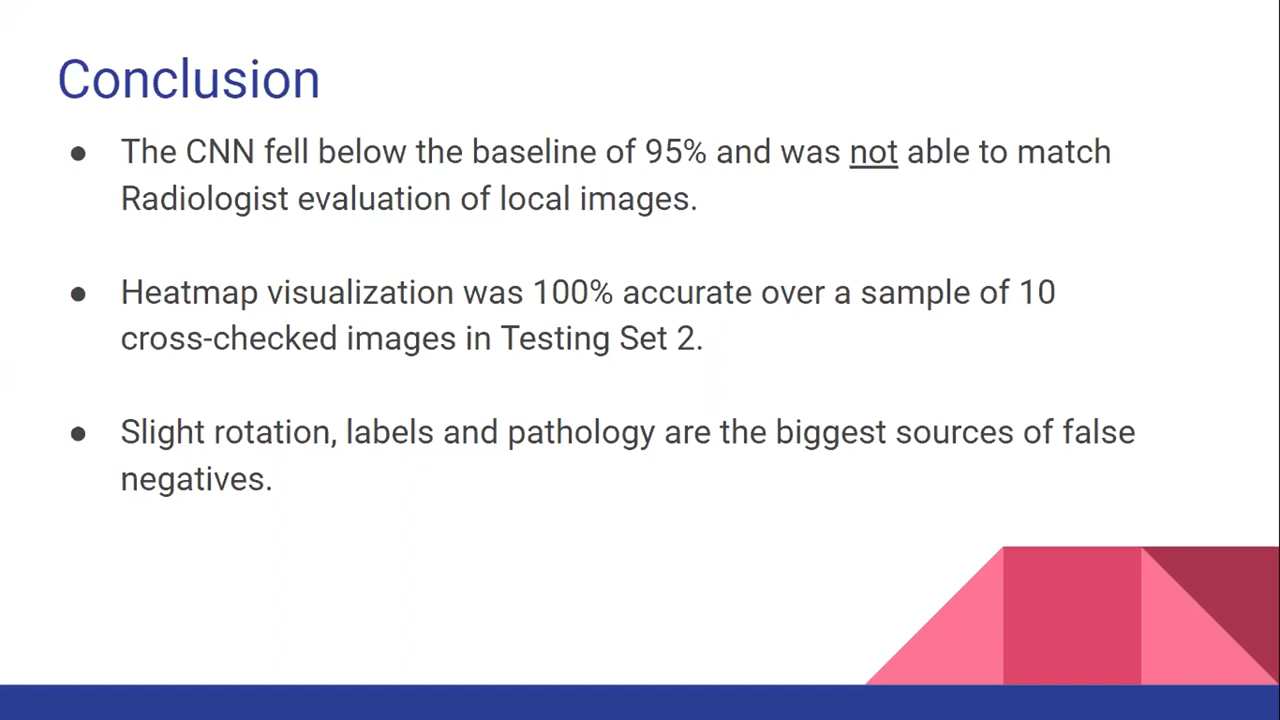 Conclusion
● The CNN fell below the baseline of 95% and was not able to match
Radiologist evaluation of local images.
● Heatmap visualization was 100% accurate over a sample of 10
cross-checked images in Testing Set 2.
● Slight rotation, labels and pathology are the biggest sources of false
negatives.